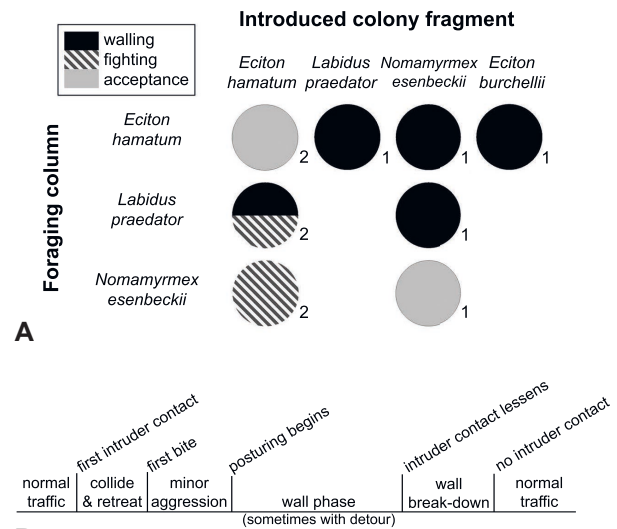 Introduced colony fragment
walling
fighting
acceptance
Eciton
hamatum
Labidus
praedator
Nomamyrmex
esenbeckii
Eciton
burchellii
Foraging column
Eciton
hamatum
2
1
1
1
Labidus
praedator
2
1
Nomamyrmex
esenbeckii
2
1
A
first intruder contact
first bite
posturing begins
intruder contact lessens
no intruder contact
normal
traffic
collide
& retreat
minor
aggression
wall phase
(sometimes with detour)
wall
break-down
normal
traffic